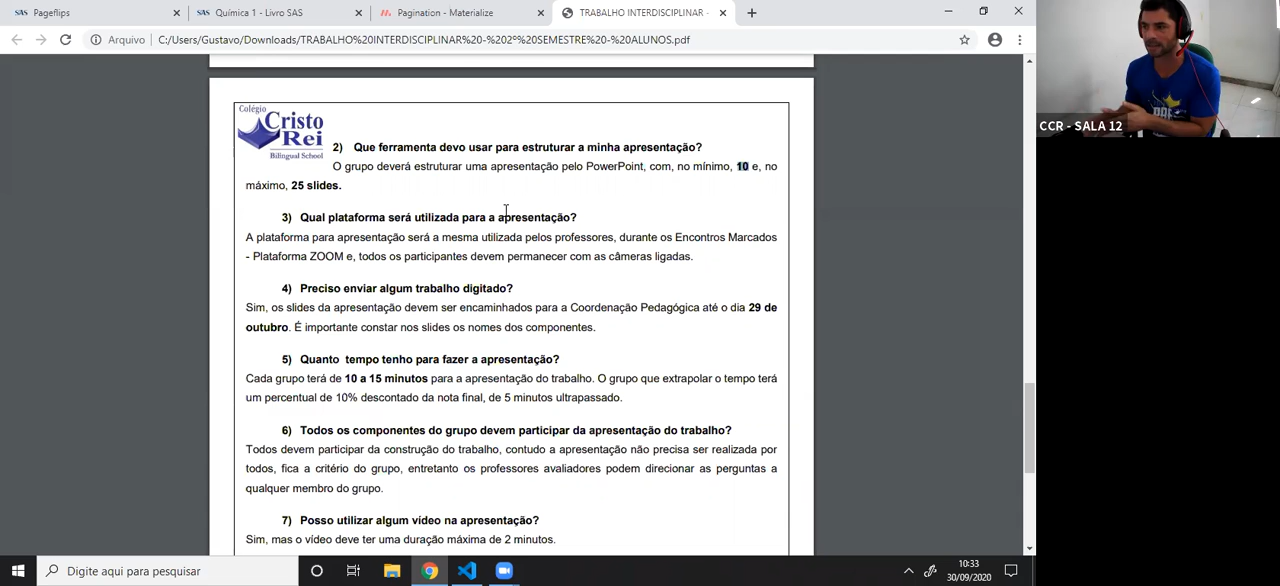 Pageflips
Química 1 - Livro SAS
Pagination - Materialize
TRABALHO INTERDISCIPLINAR -
Arquivo
C:/Users/Gustavo/Downloads/TRABALHO%20INTERDISCIPLINAR%20-%202º%20SEMESTRE%20-%20ALUNOS.pdf
CCR - SALA 12
Colégio
Cristo
Rei
Bilingual School
2) Que ferramenta devo usar para estruturar a minha apresentação?
O grupo deverá estruturar uma apresentação pelo PowerPoint, com, no mínimo, 10 e, no
máximo, 25 slides.
3) Qual plataforma será utilizada para a apresentação?
A plataforma para apresentação será a mesma utilizada pelos professores, durante os Encontros Marcados
- Plataforma ZOOM e, todos os participantes devem permanecer com as câmeras ligadas.
4) Preciso enviar algum trabalho digitado?
Sim, os slides da apresentação devem ser encaminhados para a Coordenação Pedagógica até o dia 29 de
outubro. É importante constar nos slides os nomes dos componentes.
5) Quanto tempo tenho para fazer a apresentação?
Cada grupo terá de 10 a 15 minutos para a apresentação do trabalho. O grupo que extrapolar o tempo terá
um percentual de 10% descontado da nota final, de 5 minutos ultrapassado.
6) Todos os componentes do grupo devem participar da apresentação do trabalho?
Todos devem participar da construção do trabalho, contudo a apresentação não precisa ser realizada por
todos, fica a critério do grupo, entretanto os professores avaliadores podem direcionar as perguntas a
qualquer membro do grupo.
7) Posso utilizar algum vídeo na apresentação?
Sim, mas o vídeo deve ter uma duração máxima de 2 minutos.
Digite aqui para pesquisar
10:33
30/09/2020